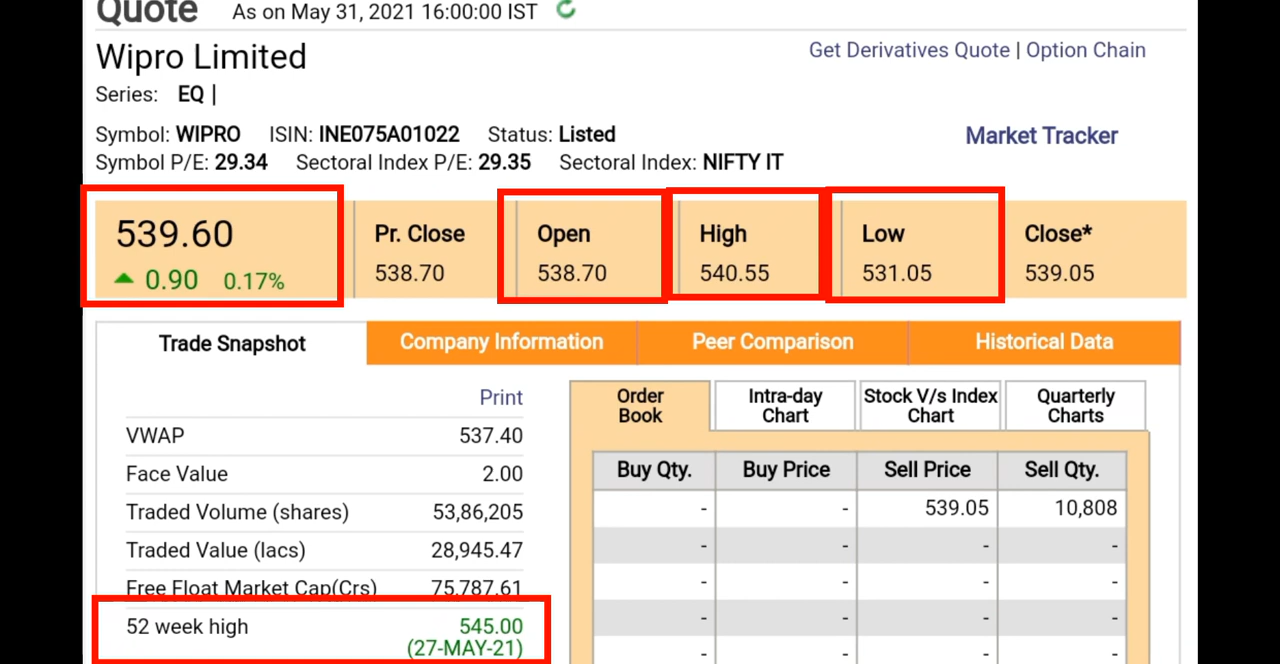 Quote As on May 31, 2021 16:00:00 IST
Wipro Limited
Get Derivatives Quote | Option Chain
Series: EQ |
Symbol: WIPRO ISIN: INE075A01022 Status: Listed
Market Tracker
Symbol P/E: 29.34 Sectoral Index P/E: 29.35 Sectoral Index: NIFTY IT
539.60
0.90 0.17%
Pr. Close
538.70
Open
538.70
High
540.55
Low
531.05
Close*
539.05
Trade Snapshot Company Information Peer Comparison Historical Data
Print
VWAP 537.40
Face Value 2.00
Traded Volume (shares) 53,86,205
Traded Value (lacs) 28,945.47
Free Float Market Cap(Crs) 75,787.61
52 week high 545.00
(27-MAY-21)
Order
Book
Intra-day
Chart
Stock V/s Index
Chart
Quarterly
Charts
Buy Qty. Buy Price Sell Price Sell Qty.
- - 539.05 10,808
- - - -
- - - -
- - - -
- - - -